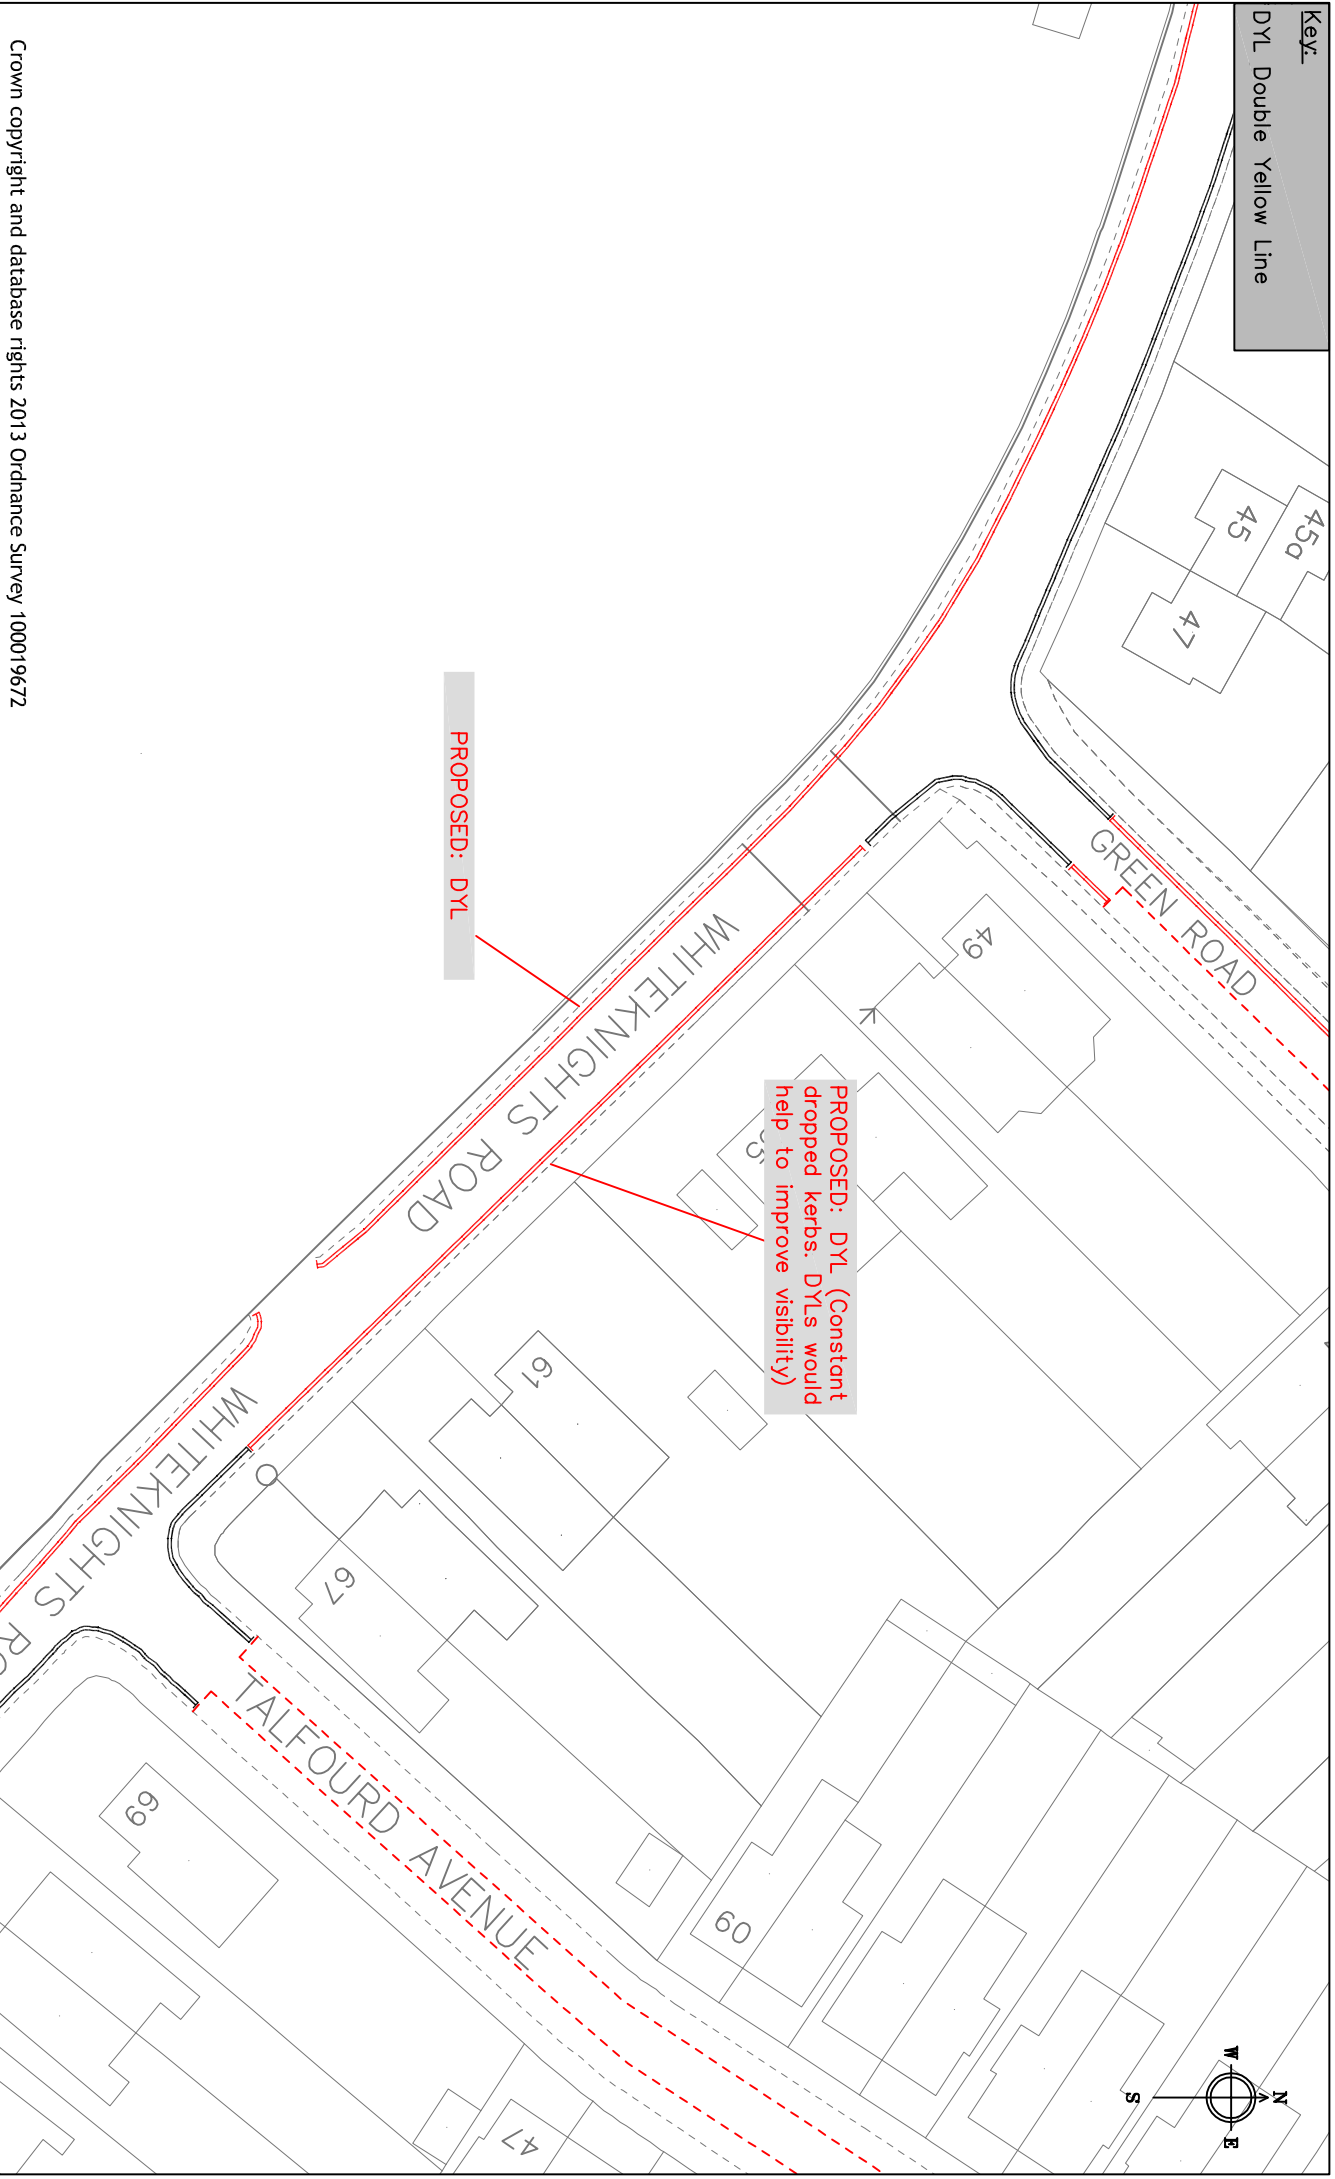 Key:
DYL Double Yellow Line
45a
45
47
GREEN ROAD
49
PROPOSED: DYL (Constant
dropped kerbs. DYLs would
help to improve visibility)
WHITEKNIGHTS ROAD
PROPOSED: DYL
61
67
WHITEKNIGHTS
TALFOURD AVENUE
69
60
47
N
W
E
S
Crown copyright and database rights 2013 Ordnance Survey 100019672